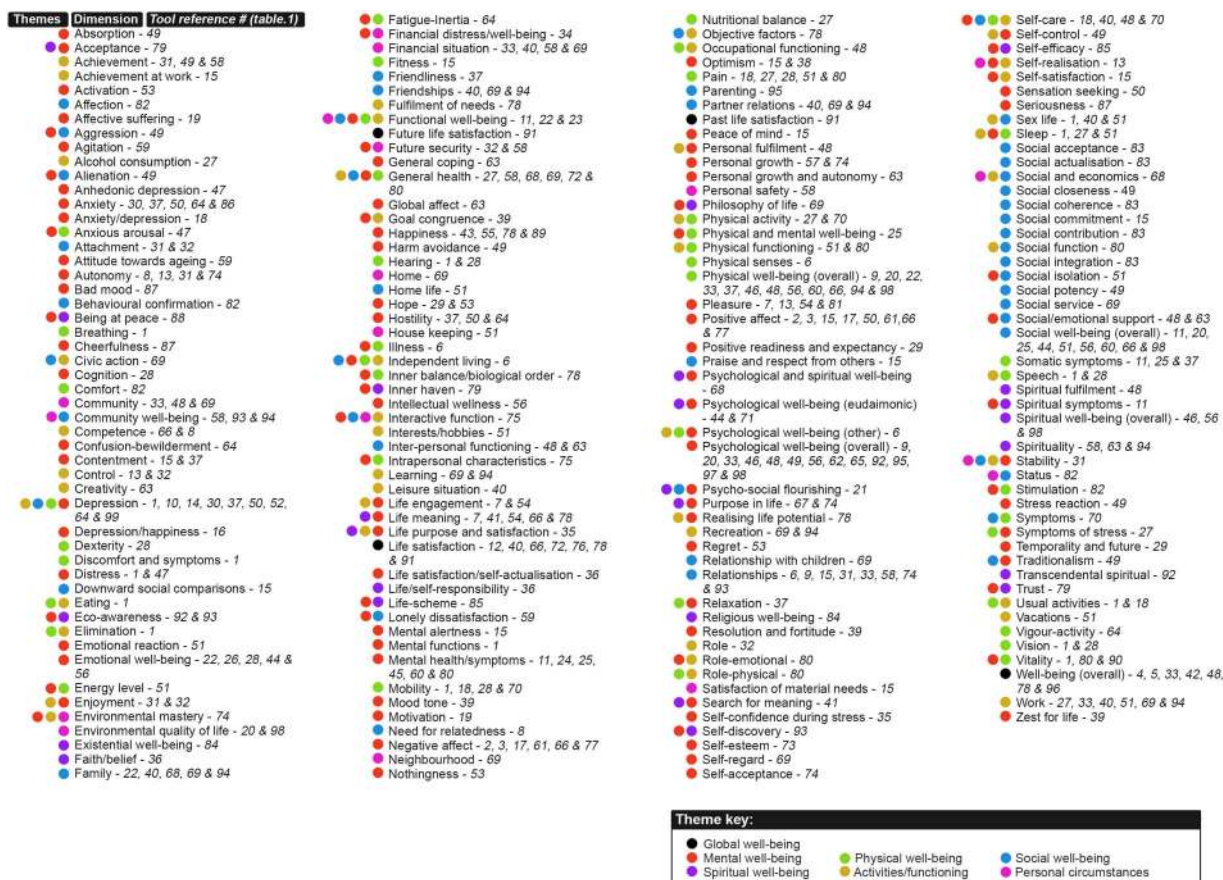 Themes Dimension Tool reference # (table.1)
Absorption - 49
Acceptance - 79
Achievement - 31, 49 & 58
Achievement at work - 15
Activation - 53
Affection - 82
Affective suffering - 19
Aggression - 49
Agitation - 59
Alcohol consumption - 27
Alienation - 49
Anhedonic depression - 47
Anxiety - 30, 37, 50, 64 & 86
Anxiety/depression - 18
Anxious arousal - 47
Attachment - 31 & 32
Attitude towards ageing - 59
Autonomy - 8, 13, 31 & 74
Bad mood - 87
Behavioural confirmation - 82
Being at peace - 88
Breathing - 1
Cheerfulness - 87
Civic action - 69
Cognition - 28
Comfort - 82
Community - 33, 48 & 69
Community well-being - 58, 93 & 94
Competence - 66 & 8
Confusion-bewilderment - 64
Contentment - 15 & 37
Control - 13 & 32
Creativity - 63
Depression - 1, 10, 14, 30, 37, 50, 52,
64 & 99
Depression/happiness - 16
Dexterity - 28
Discomfort and symptoms - 1
Distress - 1 & 47
Downward social comparisons - 15
Eating - 1
Eco-awareness - 92 & 93
Elimination - 1
Emotional reaction - 51
Emotional well-being - 22, 26, 28, 44 &
56
Energy level - 51
Enjoyment - 31 & 32
Environmental mastery - 74
Environmental quality of life - 20 & 98
Existential well-being - 84
Faith/belief - 36
Family - 22, 40, 68, 69 & 94
Fatigue-Inertia - 64
Financial distress/well-being - 34
Financial situation - 33, 40, 58 & 69
Fitness - 15
Friendliness - 37
Friendships - 40, 69 & 94
Fulfilment of needs - 78
Functional well-being - 11, 22 & 23
Future life satisfaction - 91
Future security - 32 & 58
General coping - 63
General health - 27, 58, 68, 69, 72 &
80
Global affect - 63
Goal congruence - 39
Happiness - 43, 55, 78 & 89
Harm avoidance - 49
Hearing - 1 & 28
Home - 69
Home life - 51
Hope - 29 & 53
Hostility - 37, 50 & 64
House keeping - 51
Illness - 6
Independent living - 6
Inner balance/biological order - 78
Inner haven - 79
Intellectual wellness - 56
Interactive function - 75
Interests/hobbies - 51
Inter-personal functioning - 48 & 63
Intrapersonal characteristics - 75
Learning - 69 & 94
Leisure situation - 40
Life engagement - 7 & 54
Life meaning - 7, 41, 54, 66 & 78
Life purpose and satisfaction - 35
Life satisfaction - 12, 40, 66, 72, 76, 78
& 91
Life satisfaction/self-actualisation - 36
Life/self-responsibility - 36
Life-scheme - 85
Lonely dissatisfaction - 59
Mental alertness - 15
Mental functions - 1
Mental health/symptoms - 11, 24, 25,
45, 60 & 80
Mobility - 1, 18, 28 & 70
Mood tone - 39
Motivation - 19
Need for relatedness - 8
Negative affect - 2, 3, 17, 61, 66 & 77
Neighbourhood - 69
Nothingness - 53
Nutritional balance - 27
Objective factors - 78
Occupational functioning - 48
Optimism - 15 & 38
Pain - 18, 27, 28, 51 & 80
Parenting - 95
Partner relations - 40, 69 & 94
Past life satisfaction - 91
Peace of mind - 15
Personal fulfilment - 48
Personal growth - 57 & 74
Personal growth and autonomy - 63
Personal safety - 58
Philosophy of life - 69
Physical activity - 27 & 70
Physical and mental well-being - 25
Physical functioning - 51 & 80
Physical senses - 6
Physical well-being (overall) - 9, 20, 22,
33, 37, 46, 48, 56, 60, 66, 94 & 98
Pleasure - 7, 13, 54 & 81
Positive affect - 2, 3, 15, 17, 50, 61,66
& 77
Positive readiness and expectancy - 29
Praise and respect from others - 15
Psychological and spiritual well-being
- 68
Psychological well-being (eudaimonic)
- 44 & 71
Psychological well-being (other) - 6
Psychological well-being (overall) - 9,
20, 33, 46, 48, 49, 56, 62, 65, 92, 95,
97 & 98
Psycho-social flourishing - 21
Purpose in life - 67 & 74
Realising life potential - 78
Recreation - 69 & 94
Regret - 53
Relationship with children - 69
Relationships - 6, 9, 15, 31, 33, 58, 74
& 93
Relaxation - 37
Religious well-being - 84
Resolution and fortitude - 39
Role - 32
Role-emotional - 80
Role-physical - 80
Satisfaction of material needs - 15
Search for meaning - 41
Self-confidence during stress - 35
Self-discovery - 93
Self-esteem - 73
Self-regard - 69
Self-acceptance - 74
Self-care - 18, 40, 48 & 70
Self-control - 49
Self-efficacy - 85
Self-realisation - 13
Self-satisfaction - 15
Sensation seeking - 50
Seriousness - 87
Sex life - 1, 40 & 51
Sleep - 1, 27 & 51
Social acceptance - 83
Social actualisation - 83
Social and economics - 68
Social closeness - 49
Social coherence - 83
Social commitment - 15
Social contribution - 83
Social function - 80
Social integration - 83
Social isolation - 51
Social potency - 49
Social service - 69
Social/emotional support - 48 & 63
Social well-being (overall) - 11, 20,
25, 44, 51, 56, 60, 66 & 98
Somatic symptoms - 11, 25 & 37
Speech - 1 & 28
Spiritual fulfilment - 48
Spiritual symptoms - 11
Spiritual well-being (overall) - 46, 56
& 98
Spirituality - 58, 63 & 94
Stability - 31
Status - 82
Stimulation - 82
Stress reaction - 49
Symptoms - 70
Symptoms of stress - 27
Temporality and future - 29
Traditionalism - 49
Transcendental spiritual - 92
Trust - 79
Usual activities - 1 & 18
Vacations - 51
Vigour-activity - 64
Vision - 1 & 28
Vitality - 1, 80 & 90
Well-being (overall) - 4, 5, 33, 42, 48,
78 & 96
Work - 27, 33, 40, 51, 69 & 94
Zest for life - 39
Theme key:
Global well-being
Mental well-being Physical well-being Social well-being
Spiritual well-being Activities/functioning Personal circumstances